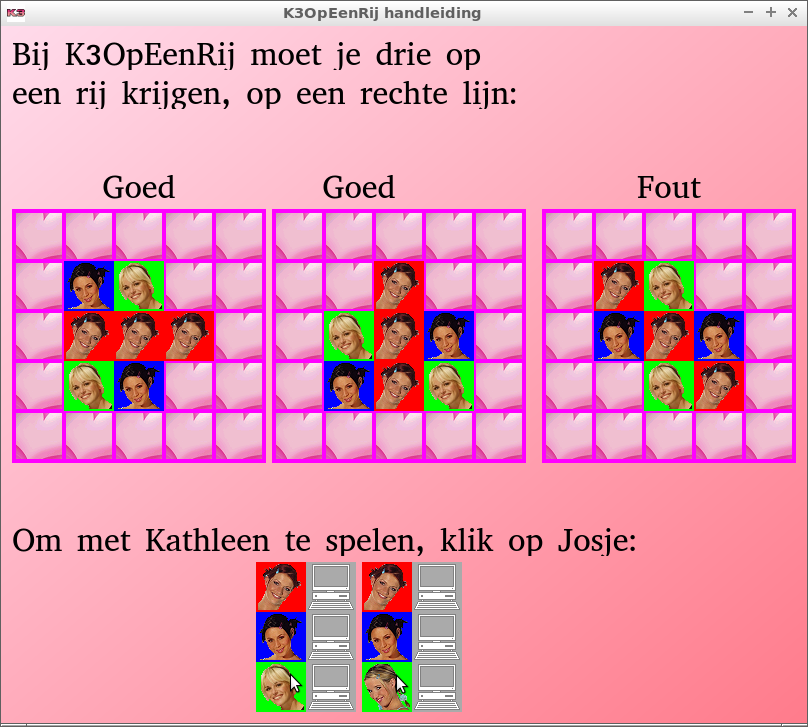 K3 K3OpEenRij handleiding
Bij K3OpEenRij moet je drie op
een rij krijgen, op een rechte lijn:
Goed Goed Fout
Om met Kathleen te spelen, klik op Josje: